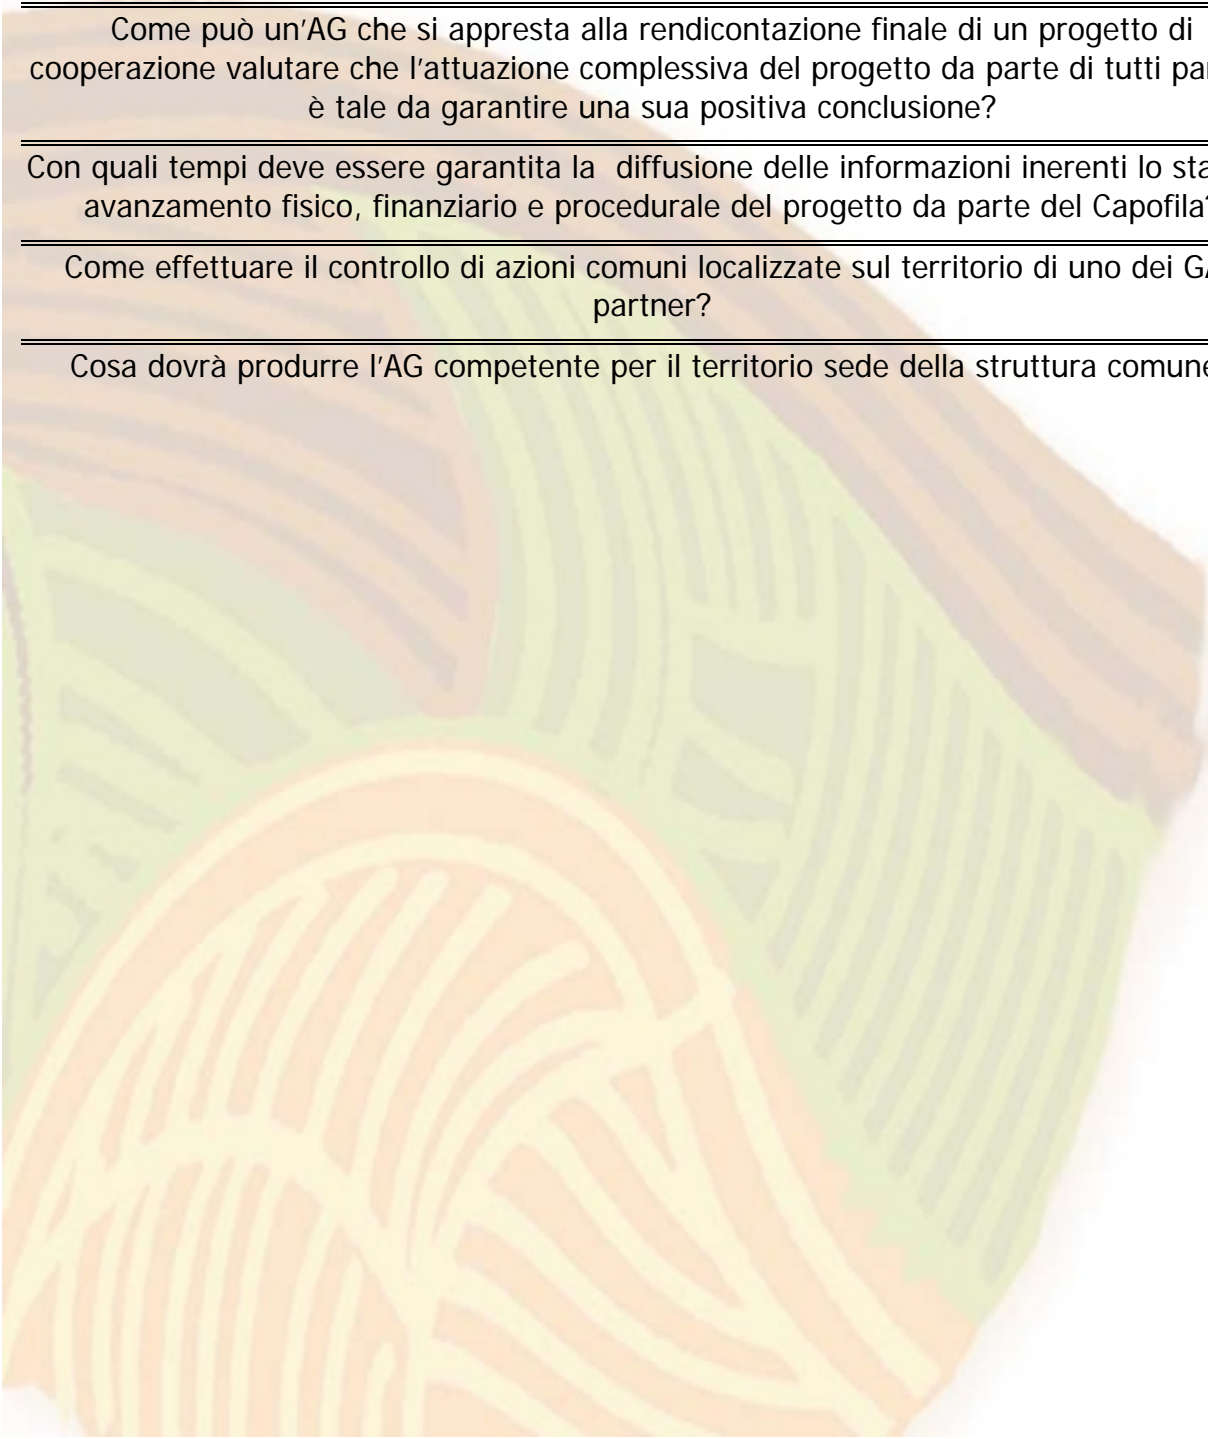 Come può un'AG che si appresta alla rendicontazione finale di un progetto di
cooperazione valutare che l'attuazione complessiva del progetto da parte di tutti
è tale da garantire una sua positiva conclusione?
Con quali tempi deve essere garantita la diffusione delle informazioni inerenti lo
avanzamento fisico, finanziario e procedurale del progetto da parte del Capofila?
Come effettuare il controllo di azioni comuni localizzate sul territorio di uno dei
partner?
Cosa dovrà produrre l'AG competente per il territorio sede della struttura comune